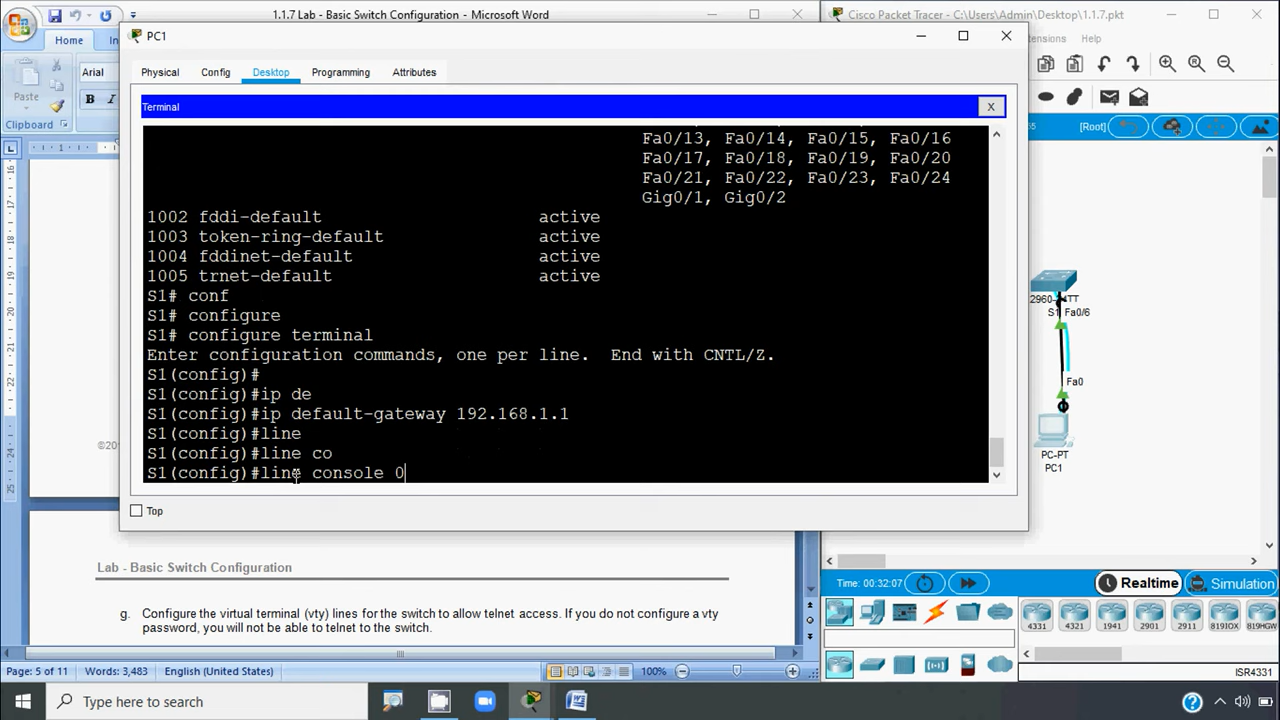 1.1.7 Lab - Basic Switch Configuration - Microsoft Word
Cisco Packet Tracer - C:\Users\Admin\Desktop\1.1.7.pkt
Home
In
PC1
Paste
Arial
B
Clipboard
Physical
Config
Desktop
Programming
Attributes
Terminal
X
Fa0/13, Fa0/14, Fa0/15, Fa0/16
Fa0/17, Fa0/18, Fa0/19, Fa0/20
Fa0/21, Fa0/22, Fa0/23, Fa0/24
Gig0/1, Gig0/2
1002 fddi-default active
1003 token-ring-default active
1004 fddinet-default active
1005 trnet-default active
S1# conf
S1# configure
S1# configure terminal
Enter configuration commands, one per line. End with CNTL/Z.
S1(config)#
S1(config)#ip de
S1(config)#ip default-gateway 192.168.1.1
S1(config)#line
S1(config)#line co
S1(config)#line console 0
Top
ensions
Help
[Root]
S1 Fa0/6
Fa0
PC-PT
PC1
Lab - Basic Switch Configuration
g. Configure the virtual terminal (vty) lines for the switch to allow telnet access. If you do not configure a vty
password, you will not be able to telnet to the switch.
Page: 5 of 11
Words: 3,483
English (United States)
100%
Time: 00:32:07
Realtime
Simulation
4331
4321
1941
2901
2911
819IOX
819HGW
ISR4331
Type here to search